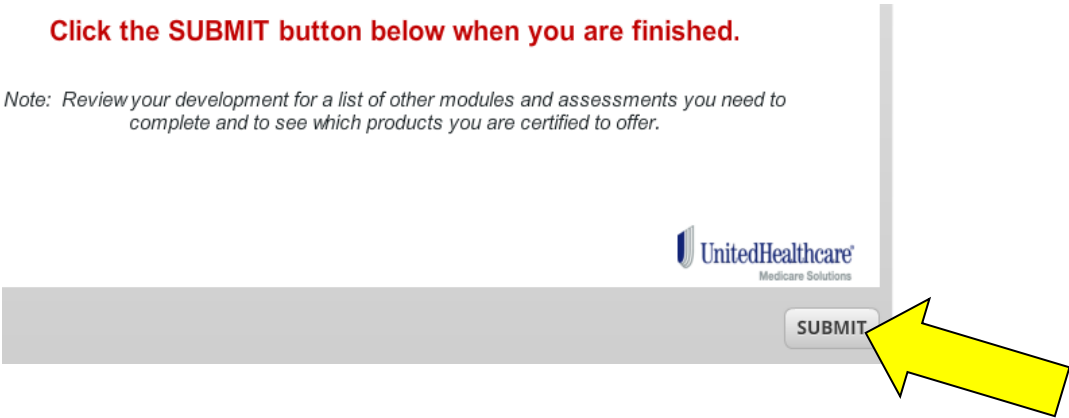 Click the SUBMIT button below when you are finished.
Note: Review your development for a list of other modules and assessments you need to
complete and to see which products you are certified to offer.
UnitedHealthcare®
Medicare Solutions
SUBMIT